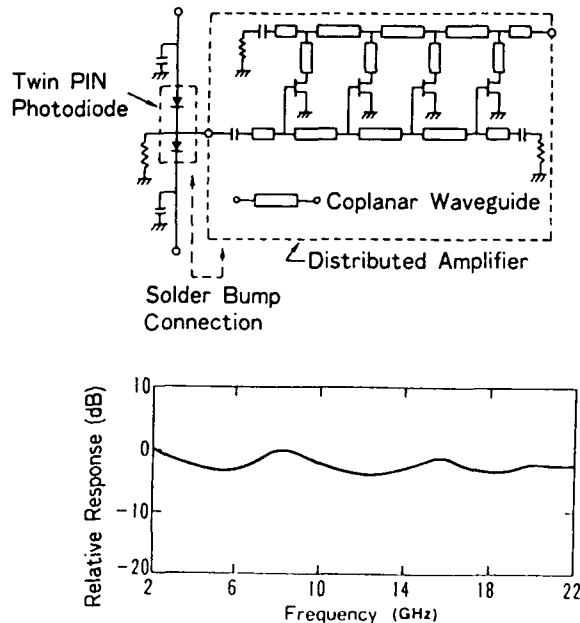 Twin PIN
Photodiode
Coplanar Waveguide
Distributed Amplifier
Solder Bump
Connection
Relative Response (dB)
10
0
-10
-20
2
6
10
14
18
22
Frequency (GHz)